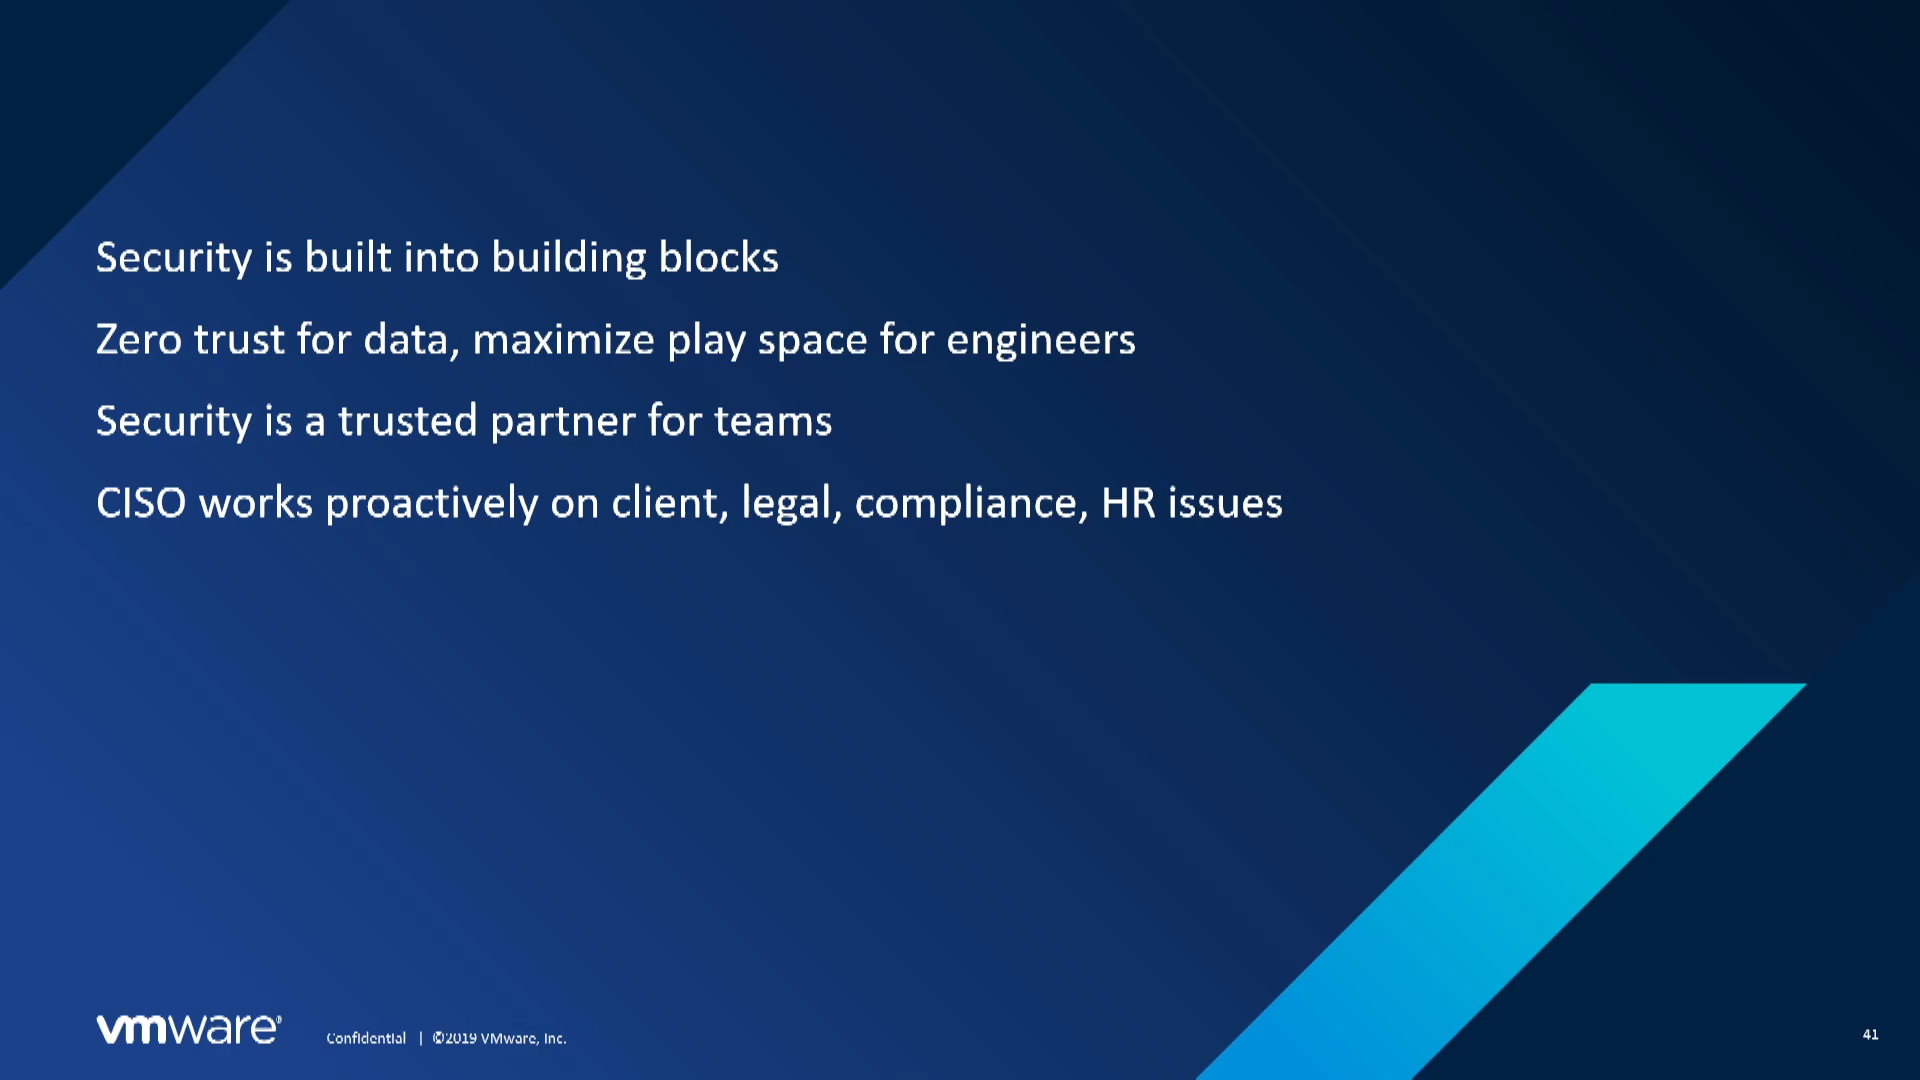 Security is built into building blocks
Zero trust for data, maximize play space for engineers
Security is a trusted partner for teams
CISO works proactively on client, legal, compliance, HR issues
vmware®
Confidential | ©2019 VMware, Inc.
41